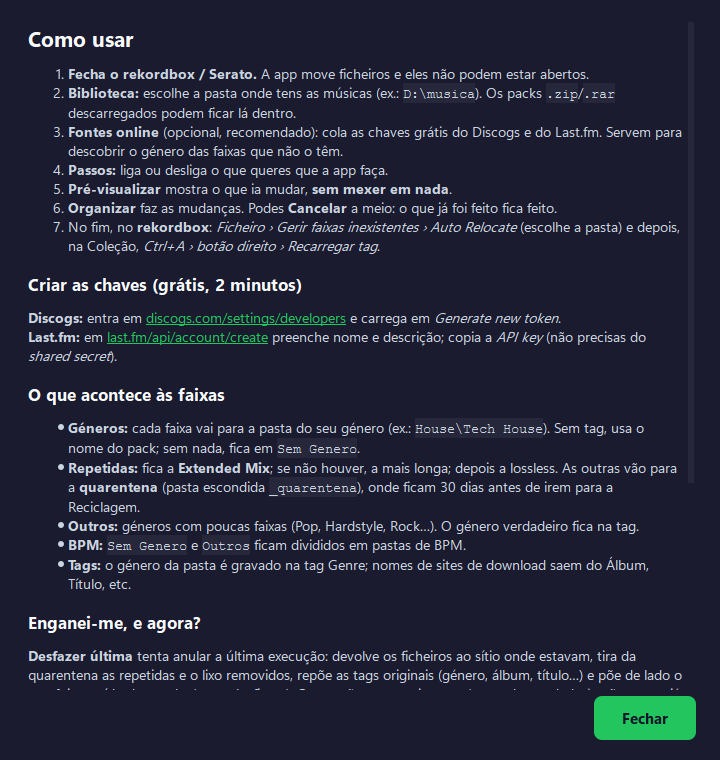 Como usar
1. Fecha o rekordbox / Serato. A app move ficheiros e eles não podem estar abertos.
2. Biblioteca: escolhe a pasta onde tens as músicas (ex.: D:\musica). Os packs .zip/.rar
descarregados podem ficar lá dentro.
3. Fontes online (opcional, recomendado): cola as chaves grátis do Discogs e do Last.fm. Servem para
descobrir o género das faixas que não o têm.
4. Passos: liga ou desliga o que queres que a app faça.
5. Pré-visualizar mostra o que ia mudar, sem mexer em nada.
6. Organizar faz as mudanças. Podes Cancelar a meio: o que já foi feito fica feito.
7. No fim, no rekordbox: Ficheiro › Gerir faixas inexistentes › Auto Relocate (escolhe a pasta) e depois,
na Coleção, Ctrl+A › botão direito › Recarregar tag.
Criar as chaves (grátis, 2 minutos)
Discogs: entra em discogs.com/settings/developers e carrega em Generate new token.
Last.fm: em last.fm/api/account/create preenche nome e descrição; copia a API key (não precisas do
shared secret).
O que acontece às faixas
• Géneros: cada faixa vai para a pasta do seu género (ex.: House\Tech House). Sem tag, usa o
nome do pack; sem nada, fica em Sem Genero.
• Repetidas: fica a Extended Mix; se não houver, a mais longa; depois a lossless. As outras vão para
a quarentena (pasta escondida _quarentena), onde ficam 30 dias antes de irem para a
Reciclagem.
• Outros: géneros com poucas faixas (Pop, Hardstyle, Rock…). O género verdadeiro fica na tag.
• BPM: Sem Genero e Outros ficam divididos em pastas de BPM.
• Tags: o género da pasta é gravado na tag Genre; nomes de sites de download saem do Álbum,
Título, etc.
Enganei-me, e agora?
Desfazer última tenta anular a última execução: devolve os ficheiros ao sítio onde estavam, tira da
quarentena as repetidas e o lixo removidos, repõe as tags originais (género, álbum, título…) e põe de lado o
Fechar